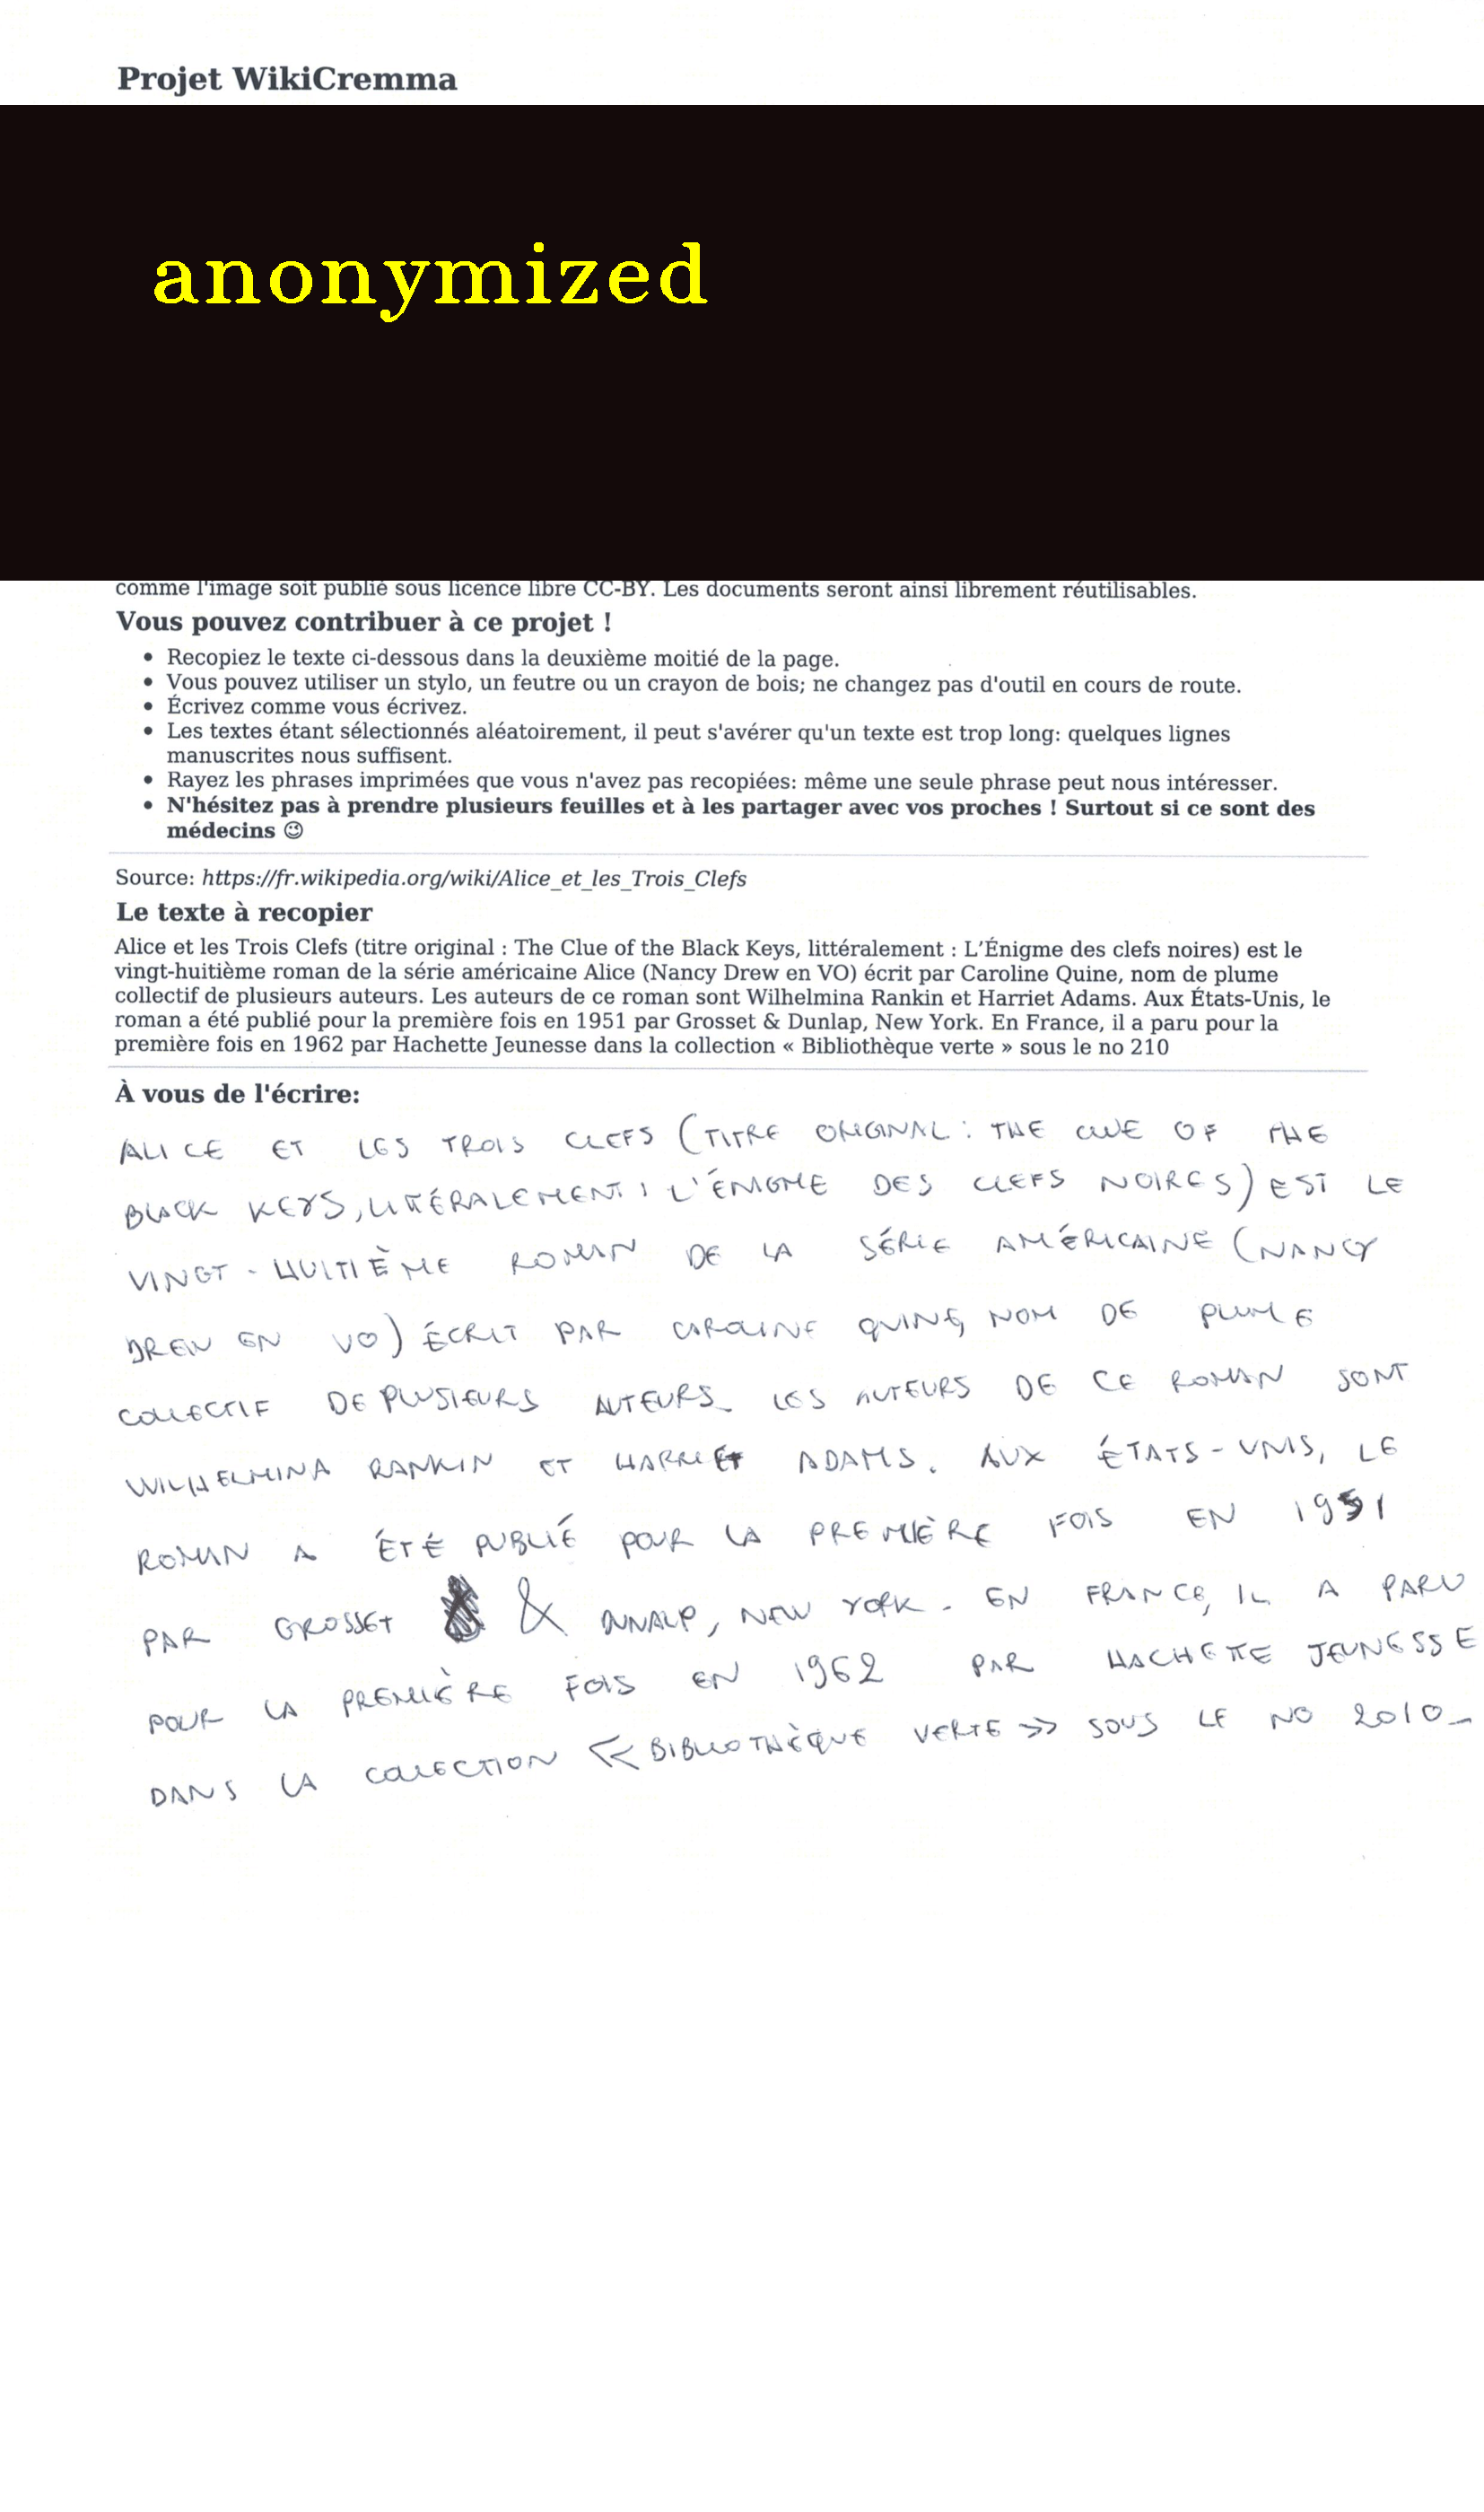 Projet WikiCremma
anonymized
comme l'image soit publié sous licence libre CC-BY. Les documents seront ainsi librement réutilisables.
Vous pouvez contribuer à ce projet !
• Recopiez le texte ci-dessous dans la deuxième moitié de la page.
• Vous pouvez utiliser un stylo, un feutre ou un crayon de bois; ne changez pas d'outil en cours de route.
• Écrivez comme vous écrivez.
• Les textes étant sélectionnés aléatoirement, il peut s'avérer qu'un texte est trop long: quelques lignes
manuscrites nous suffisent.
• Rayez les phrases imprimées que vous n'avez pas recopiées: même une seule phrase peut nous intéresser.
• N'hésitez pas à prendre plusieurs feuilles et à les partager avec vos proches ! Surtout si ce sont des
médecins 😉
Source: https://fr.wikipedia.org/wiki/Alice_et_les_Trois_Clefs
Le texte à recopier
Alice et les Trois Clefs (titre original : The Clue of the Black Keys, littéralement : L’Énigme des clefs noires) est le
vingt-huitième roman de la série américaine Alice (Nancy Drew en VO) écrit par Caroline Quine, nom de plume
collectif de plusieurs auteurs. Les auteurs de ce roman sont Wilhelmina Rankin et Harriet Adams. Aux États-Unis, le
roman a été publié pour la première fois en 1951 par Grosset & Dunlap, New York. En France, il a paru pour la
première fois en 1962 par Hachette Jeunesse dans la collection « Bibliothèque verte » sous le no 210
À vous de l'écrire:
ALICE ET LES TROIS CLEFS (TITRE ORIGINAL : THE CLUE OF THE
BLACK KEYS, LITTÉRALEMENT : L'ÉNIGME DES CLEFS NOIRES) EST LE
VINGT-HUITIÈME ROMAN DE LA SÉRIE AMÉRICAINE (NANCY
DREW EN VO) ÉCRIT PAR CAROLINE QUINE, NOM DE PLUME
COLLECTIF DE PLUSIEURS AUTEURS. LES AUTEURS DE CE ROMAN SONT
WILHELMINA RANKIN ET HARRIET ADAMS. AUX ÉTATS-UNIS, LE
ROMAN A ÉTÉ PUBLIÉ POUR LA PREMIÈRE FOIS EN 1951
PAR GROSSET & DNNALP, NEW YORK. EN FRANCE, IL A PARU
POUR LA PREMIÈRE FOIS EN 1962 PAR HACHETTE JEUNESSE
DANS LA COLLECTION « BIBLIOTHÈQUE VERTE » SOUS LE NO 2010.